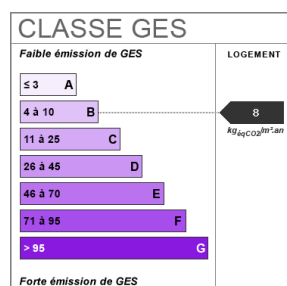 CLASSE GES
Faible émission de GES
LOGEMENT
≤ 3 A
4 à 10 B
8
kgéqCO2/m².an
11 à 25 C
26 à 45 D
46 à 70 E
71 à 95 F
> 95 G
Forte émission de GES